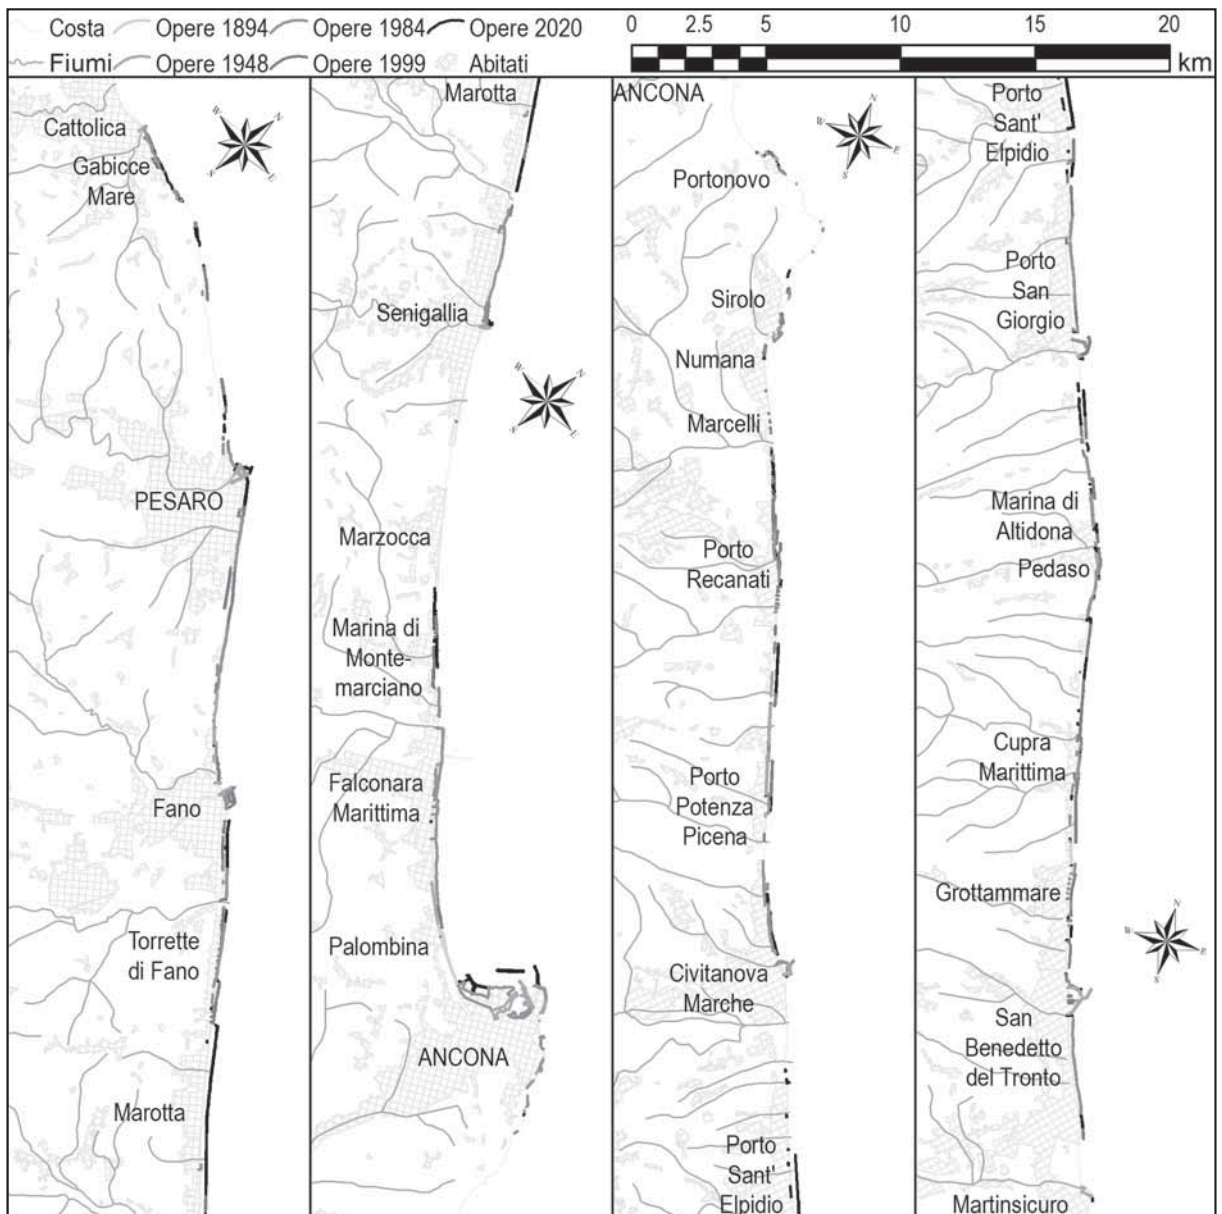 Costa
Opere 1894
Opere 1984
Opere 2020
Fiumi
Opere 1948
Opere 1999
Abitati
0
2.5
5
10
15
20
km
Cattolica
Gabicce
Mare
PESARO
Fano
Torrette
di Fano
Marotta
W
N
S
E
Marotta
Senigallia
Marzocca
Marina di
Monte-
marciano
Falconara
Marittima
Palombina
ANCONA
W
N
S
E
ANCONA
Portonovo
Sirolo
Numana
Marcelli
Porto
Recanati
Porto
Potenza
Picena
Civitanova
Marche
Porto
Sant'
Elpidio
W
N
S
E
Porto
Sant'
Elpidio
Porto
San
Giorgio
Marina di
Altidona
Pedaso
Cupra
Marittima
Grottammare
San
Benedetto
del Tronto
Martinsicuro
W
N
S
E